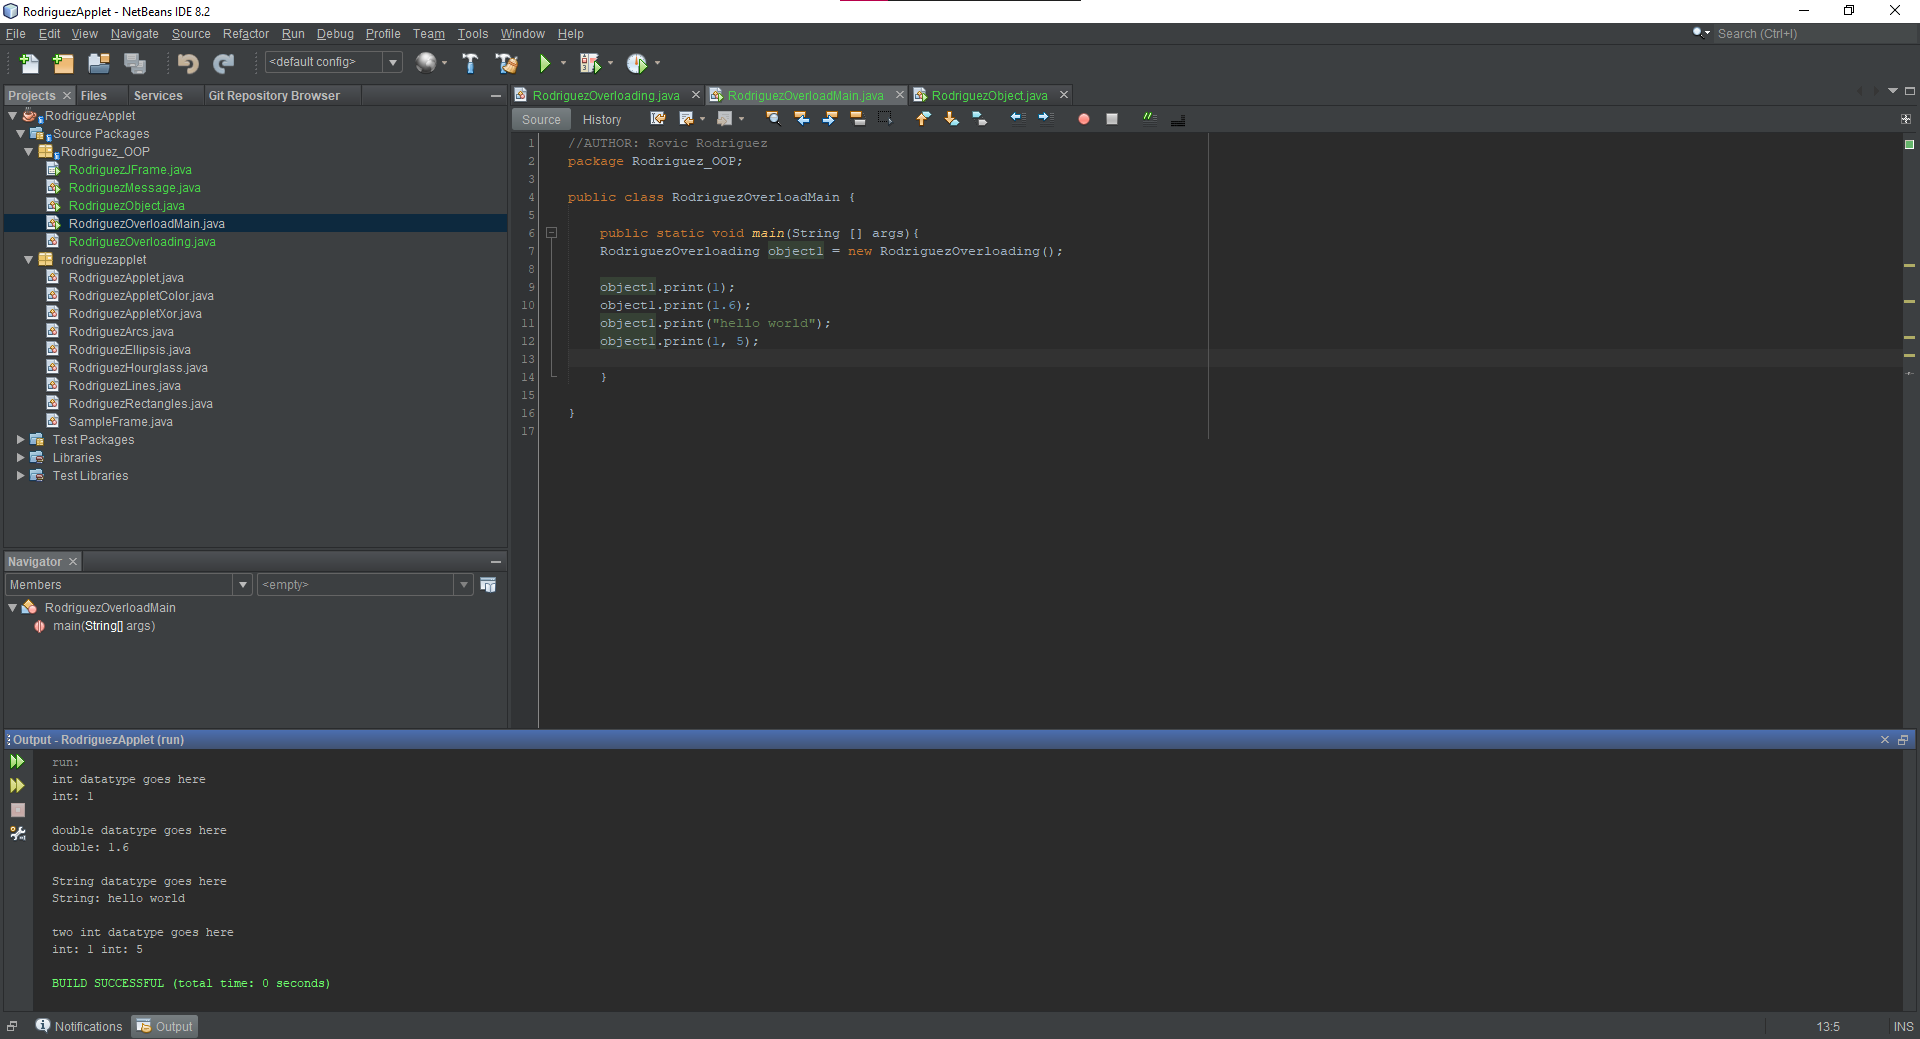 RodriguezApplet - NetBeans IDE 8.2
File Edit View Navigate Source Refactor Run Debug Profile Team Tools Window Help
Search (Ctrl+I)
<default config>
Projects Files Services Git Repository Browser
RodriguezApplet
Source Packages
Rodriguez_OOP
RodriguezJFrame.java
RodriguezMessage.java
RodriguezObject.java
RodriguezOverloadMain.java
RodriguezOverloading.java
rodriguezapplet
RodriguezApplet.java
RodriguezAppletColor.java
RodriguezAppletXor.java
RodriguezArcs.java
RodriguezEllipsis.java
RodriguezHourglass.java
RodriguezLines.java
RodriguezRectangles.java
SampleFrame.java
Test Packages
Libraries
Test Libraries
Navigator
Members <empty>
RodriguezOverloadMain
main(String[] args)
RodriguezOverloading.java RodriguezOverloadMain.java RodriguezObject.java
Source History
1 //AUTHOR: Rovic Rodriguez
2 package Rodriguez_OOP;
3
4 public class RodriguezOverloadMain {
5
6 public static void main(String [] args){
7 RodriguezOverloading object1 = new RodriguezOverloading();
8
9 object1.print(1);
10 object1.print(1.6);
11 object1.print("hello world");
12 object1.print(1, 5);
13
14 }
15
16 }
17
Output - RodriguezApplet (run)
run:
int datatype goes here
int: 1
double datatype goes here
double: 1.6
String datatype goes here
String: hello world
two int datatype goes here
int: 1 int: 5
BUILD SUCCESSFUL (total time: 0 seconds)
Notifications Output
13:5 INS